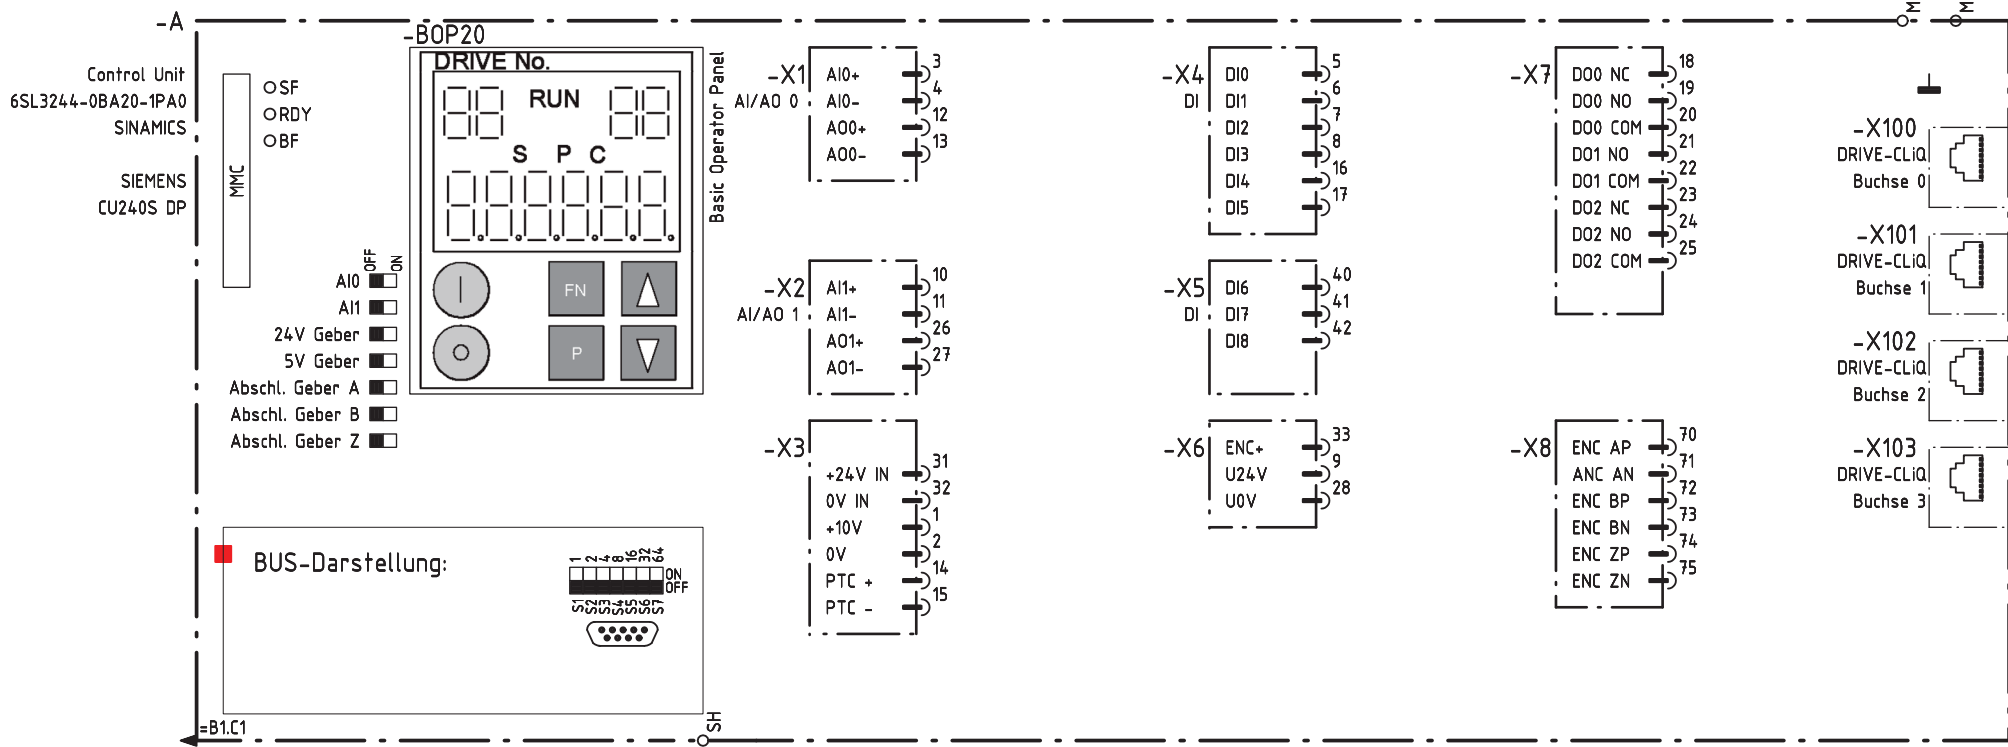 -A
Control Unit
6SL3244-0BA20-1PA0
SINAMICS
SIEMENS
CU240S DP
MMC
SF
RDY
BF
OFF
ON
AI0
AI1
24V Geber
5V Geber
Abschl. Geber A
Abschl. Geber B
Abschl. Geber Z
-BOP20
DRIVE No.
RUN
S P C
FN
P
Basic Operator Panel
BUS-Darstellung:
1 2 4 8 16 32 64
ON
OFF
S1 S2 S3 S4 S5 S6 S7
=B1.C1
SH
-X1
AI/AO 0
AI0+ 3
AI0- 4
AO0+ 12
AO0- 13
-X2
AI/AO 1
AI1+ 10
AI1- 11
AO1+ 26
AO1- 27
-X3
+24V IN 31
0V IN 32
+10V 1
0V 2
PTC + 14
PTC - 15
-X4
DI
DI0 5
DI1 6
DI2 7
DI3 8
DI4 16
DI5 17
-X5
DI
DI6 40
DI7 41
DI8 42
-X6
ENC+ 33
U24V 9
U0V 28
-X7
DO0 NC 18
DO0 NO 19
DO0 COM 20
DO1 NO 21
DO1 COM 22
DO2 NC 23
DO2 NO 24
DO2 COM 25
-X8
ENC AP 70
ANC AN 71
ENC BP 72
ENC BN 73
ENC ZP 74
ENC ZN 75
M
M
-X100
DRIVE-CLiQ
Buchse 0
-X101
DRIVE-CLiQ
Buchse 1
-X102
DRIVE-CLiQ
Buchse 2
-X103
DRIVE-CLiQ
Buchse 3